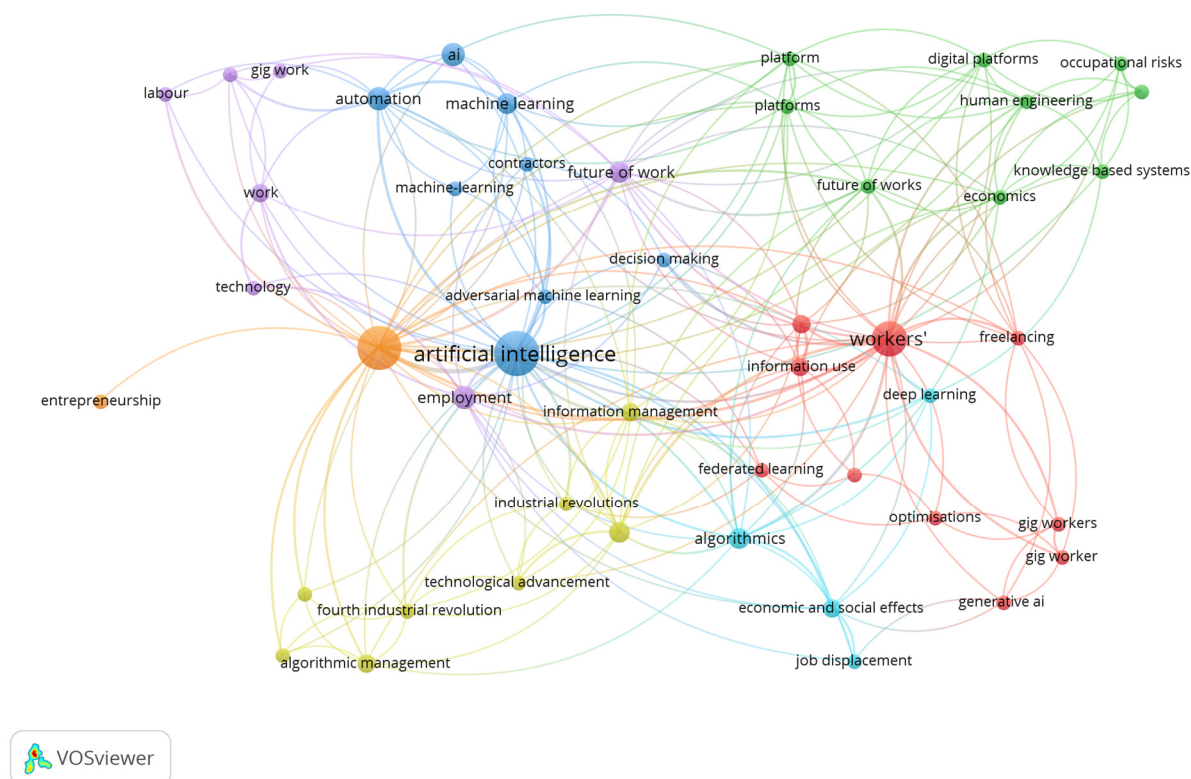 ai
platform
digital platforms
occupational risks
gig work
labour
automation
machine learning
platforms
human engineering
contractors
future of work
knowledge based systems
machine-learning
work
future of works
economics
decision making
technology
adversarial machine learning
workers'
freelancing
artificial intelligence
information use
entrepreneurship
employment
deep learning
information management
federated learning
industrial revolutions
optimisations
gig workers
algorithmics
gig worker
technological advancement
fourth industrial revolution
economic and social effects
generative ai
algorithmic management
job displacement
VOSviewer